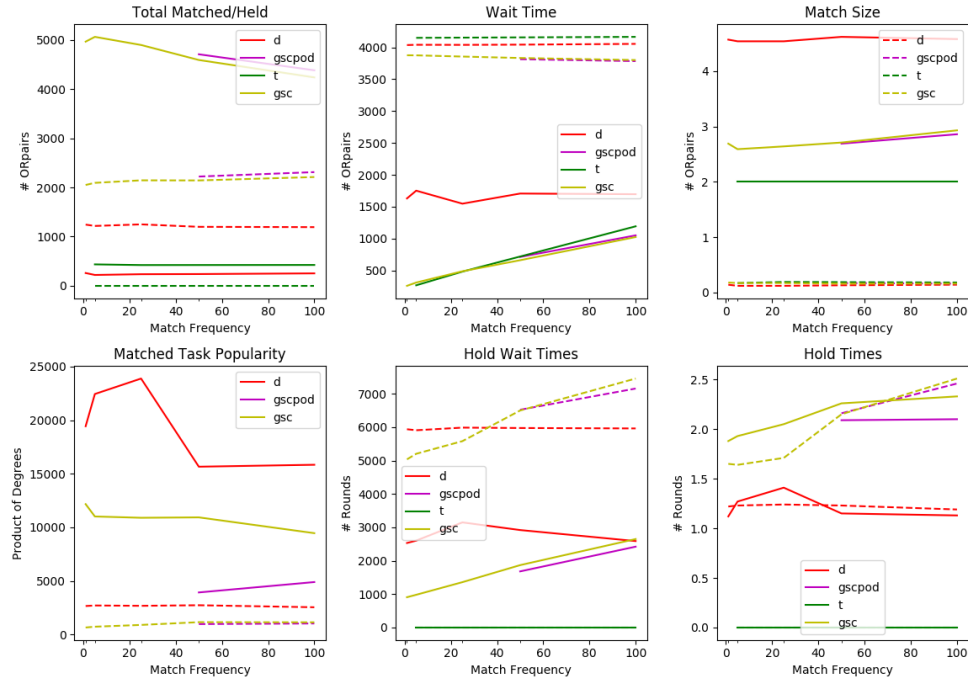 Total Matched/Held
5000
4000
3000
2000
1000
0
# ORpairs
0 20 40 60 80 100
Match Frequency
d
gscpod
t
gsc
Wait Time
4000
3500
3000
2500
2000
1500
1000
500
# ORpairs
0 20 40 60 80 100
Match Frequency
d
gscpod
t
gsc
Match Size
4
3
2
1
0
# ORpairs
0 20 40 60 80 100
Match Frequency
d
gscpod
t
gsc
Matched Task Popularity
25000
20000
15000
10000
5000
0
Product of Degrees
0 20 40 60 80 100
Match Frequency
d
gscpod
gsc
Hold Wait Times
7000
6000
5000
4000
3000
2000
1000
0
# Rounds
0 20 40 60 80 100
Match Frequency
d
gscpod
t
gsc
Hold Times
2.5
2.0
1.5
1.0
0.5
0.0
# Rounds
0 20 40 60 80 100
Match Frequency
d
gscpod
t
gsc